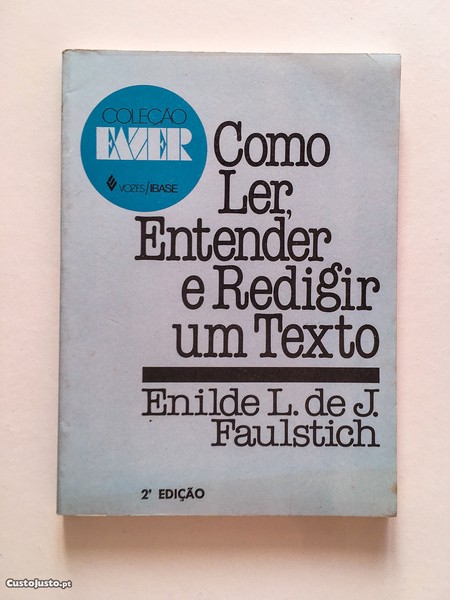 COLEÇÃO
FAZER
VOZES/IBASE
Como
Ler,
Entender
e Redigir
um Texto
Enilde L. de J.
Faulstich
2ª EDIÇÃO
CustoJusto.pt